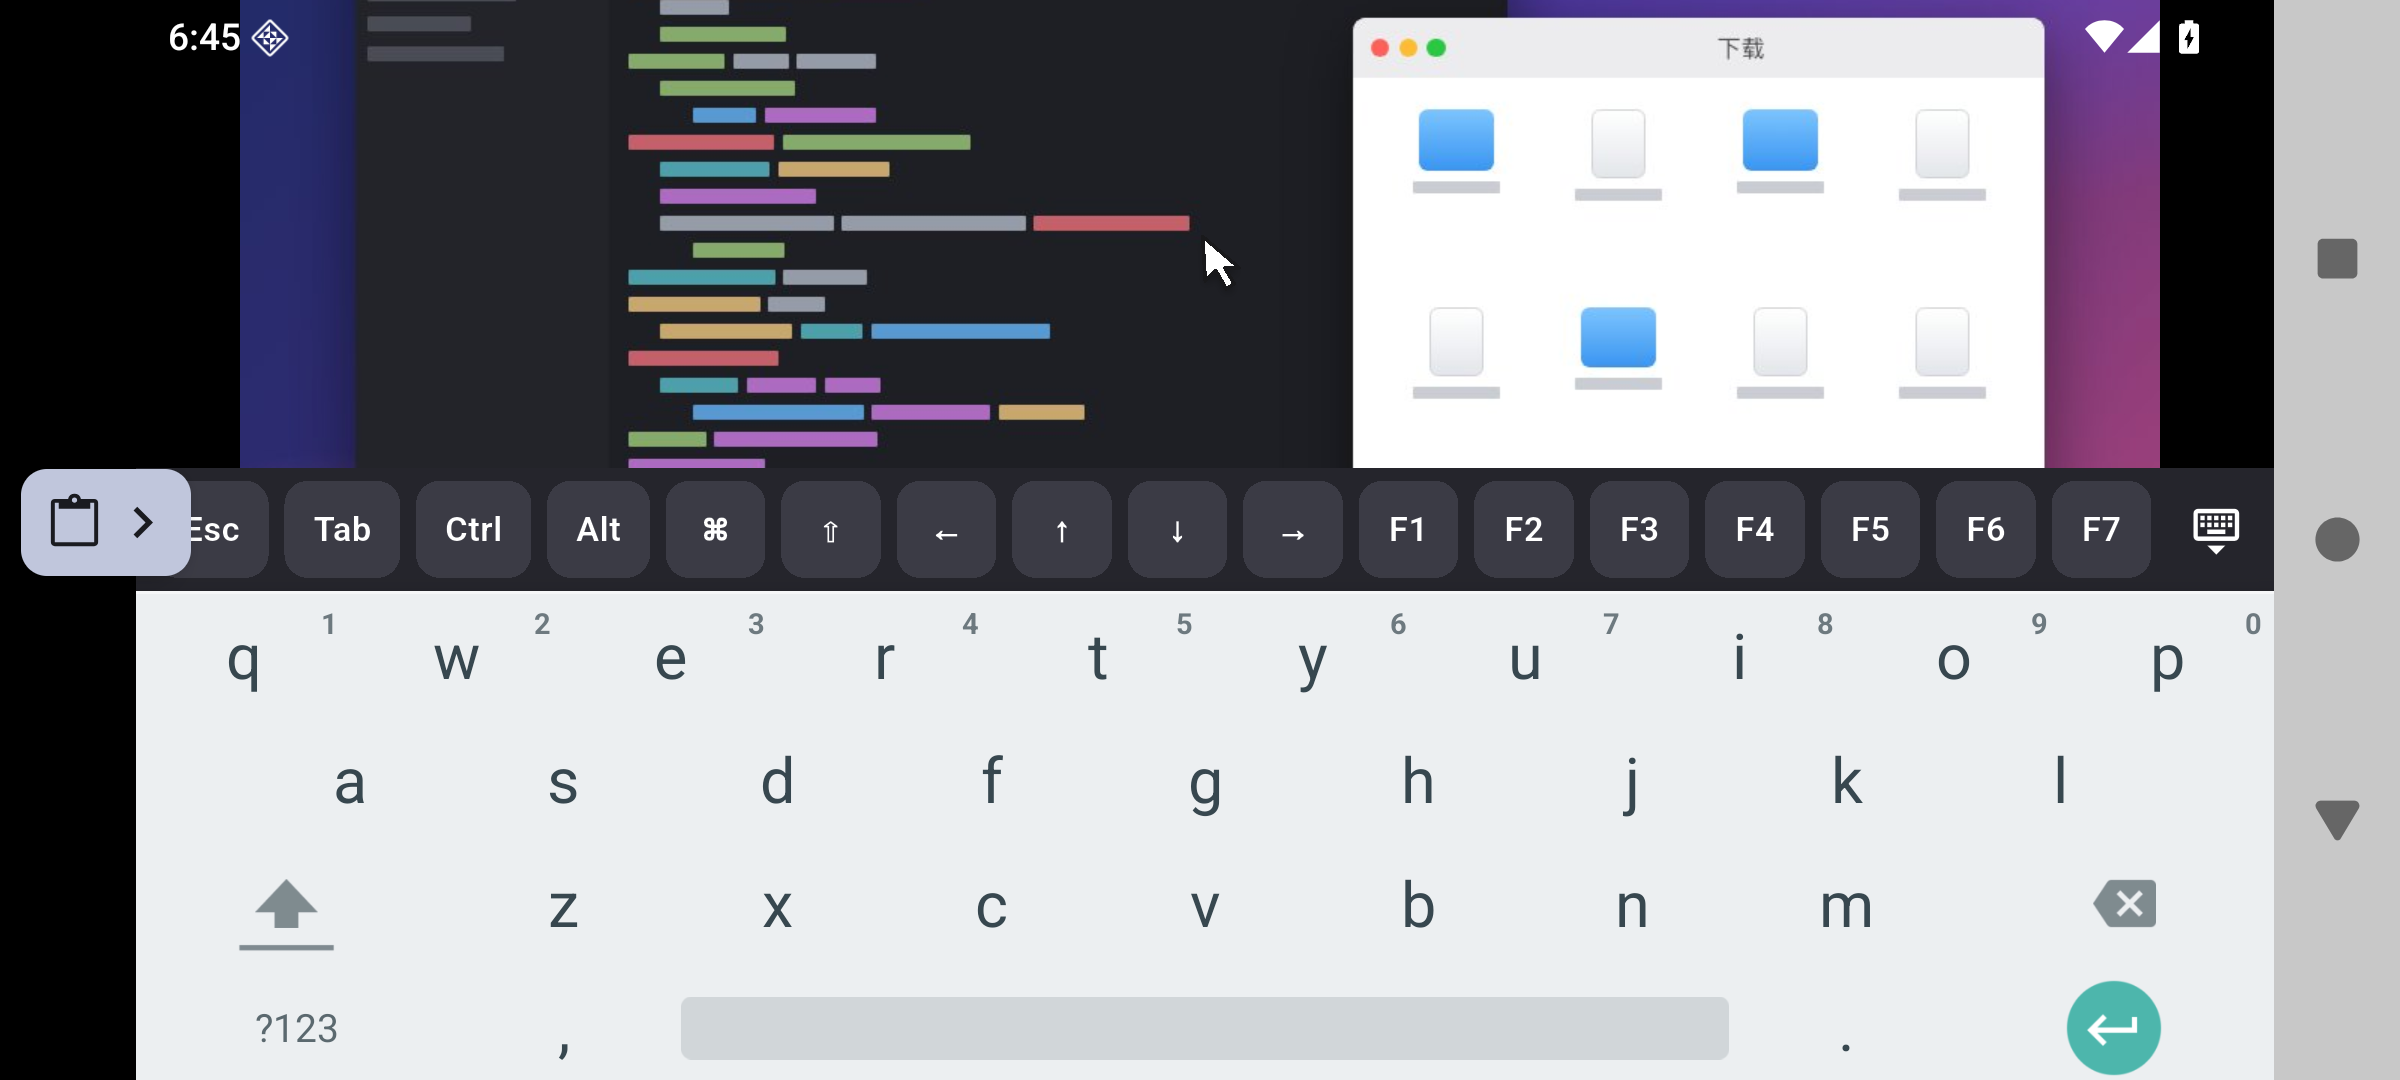 6:45
下载
Esc Tab Ctrl Alt ⌘ ⇧ ← ↑ ↓ → F1 F2 F3 F4 F5 F6 F7
1 2 3 4 5 6 7 8 9 0
q w e r t y u i o p
a s d f g h j k l
z x c v b n m
?123 , .